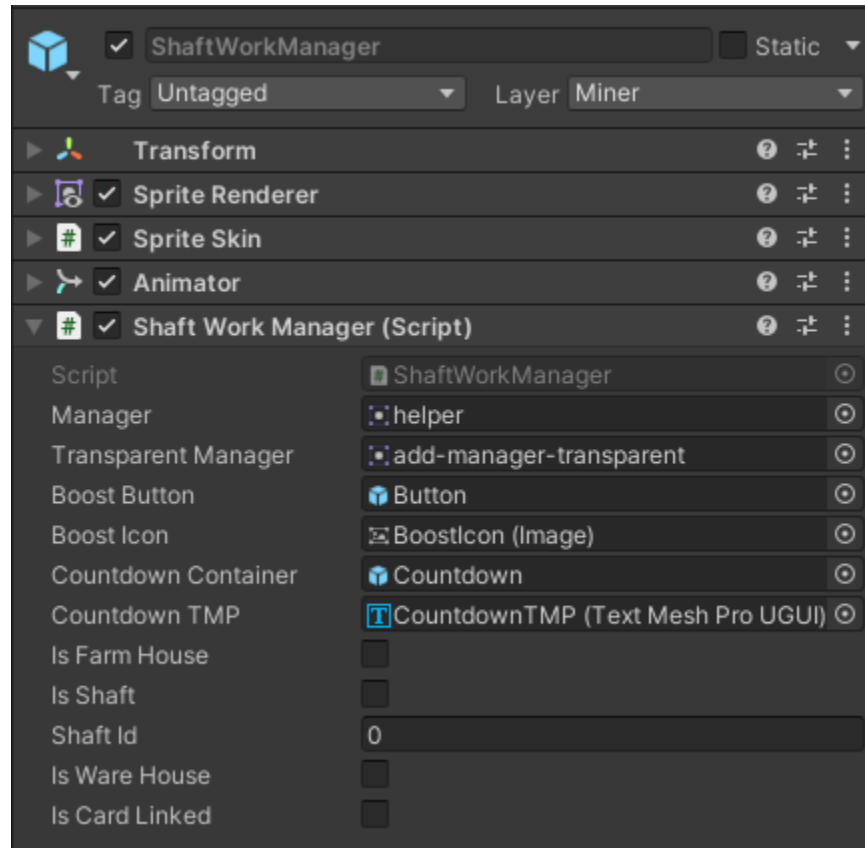 ShaftWorkManager Static
Tag Untagged Layer Miner
Transform
Sprite Renderer
# Sprite Skin
Animator
# Shaft Work Manager (Script)
Script # ShaftWorkManager
Manager helper
Transparent Manager add-manager-transparent
Boost Button Button
Boost Icon BoostIcon (Image)
Countdown Container Countdown
Countdown TMP T CountdownTMP (Text Mesh Pro UGUI)
Is Farm House
Is Shaft
Shaft Id 0
Is Ware House
Is Card Linked